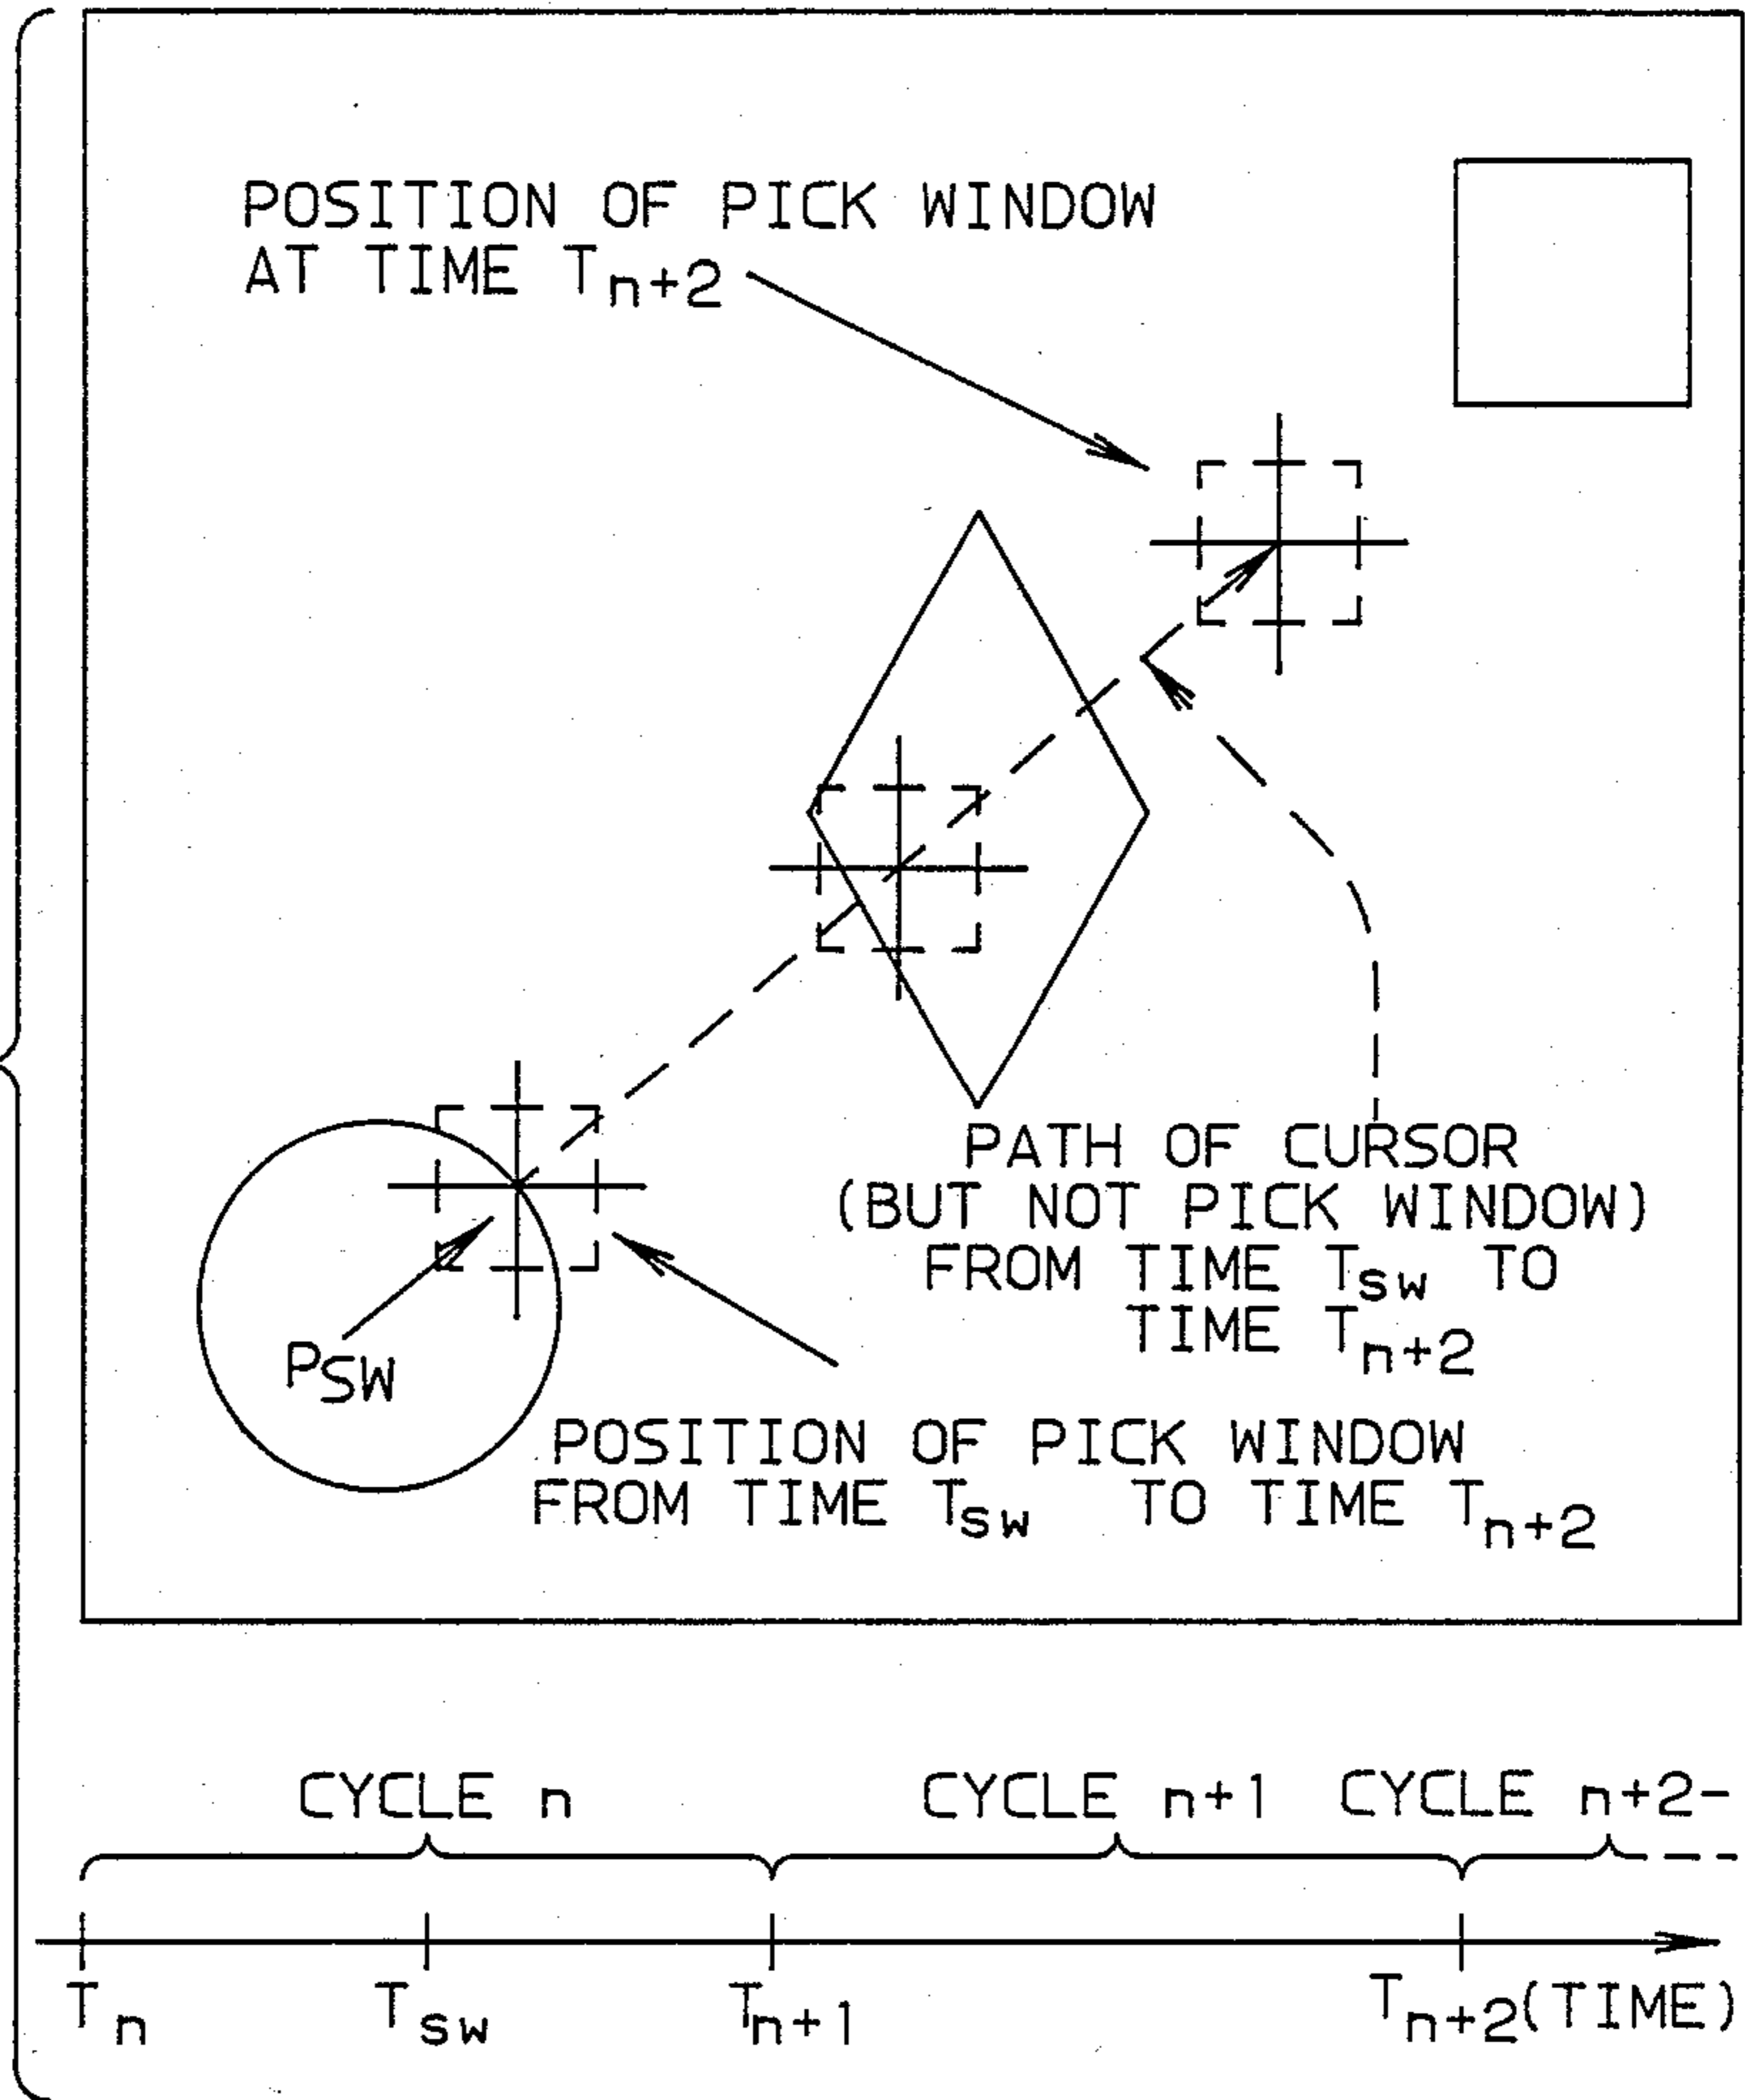 POSITION OF PICK WINDOW
AT TIME Tn+2
PATH OF CURSOR
(BUT NOT PICK WINDOW)
FROM TIME Tsw TO
TIME Tn+2
PSW
POSITION OF PICK WINDOW
FROM TIME Tsw TO TIME Tn+2
CYCLE n CYCLE n+1 CYCLE n+2-
Tn Tsw Tn+1 Tn+2(TIME)